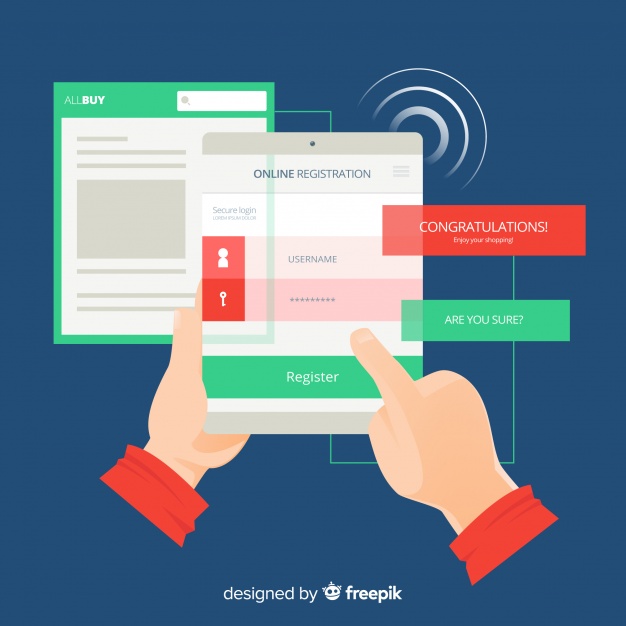 ALLBUY
ONLINE REGISTRATION
Secure login
LOREM IPSUM DOLOR
USERNAME
*********
Register
CONGRATULATIONS!
Enjoy your shopping!
ARE YOU SURE?
designed by freepik